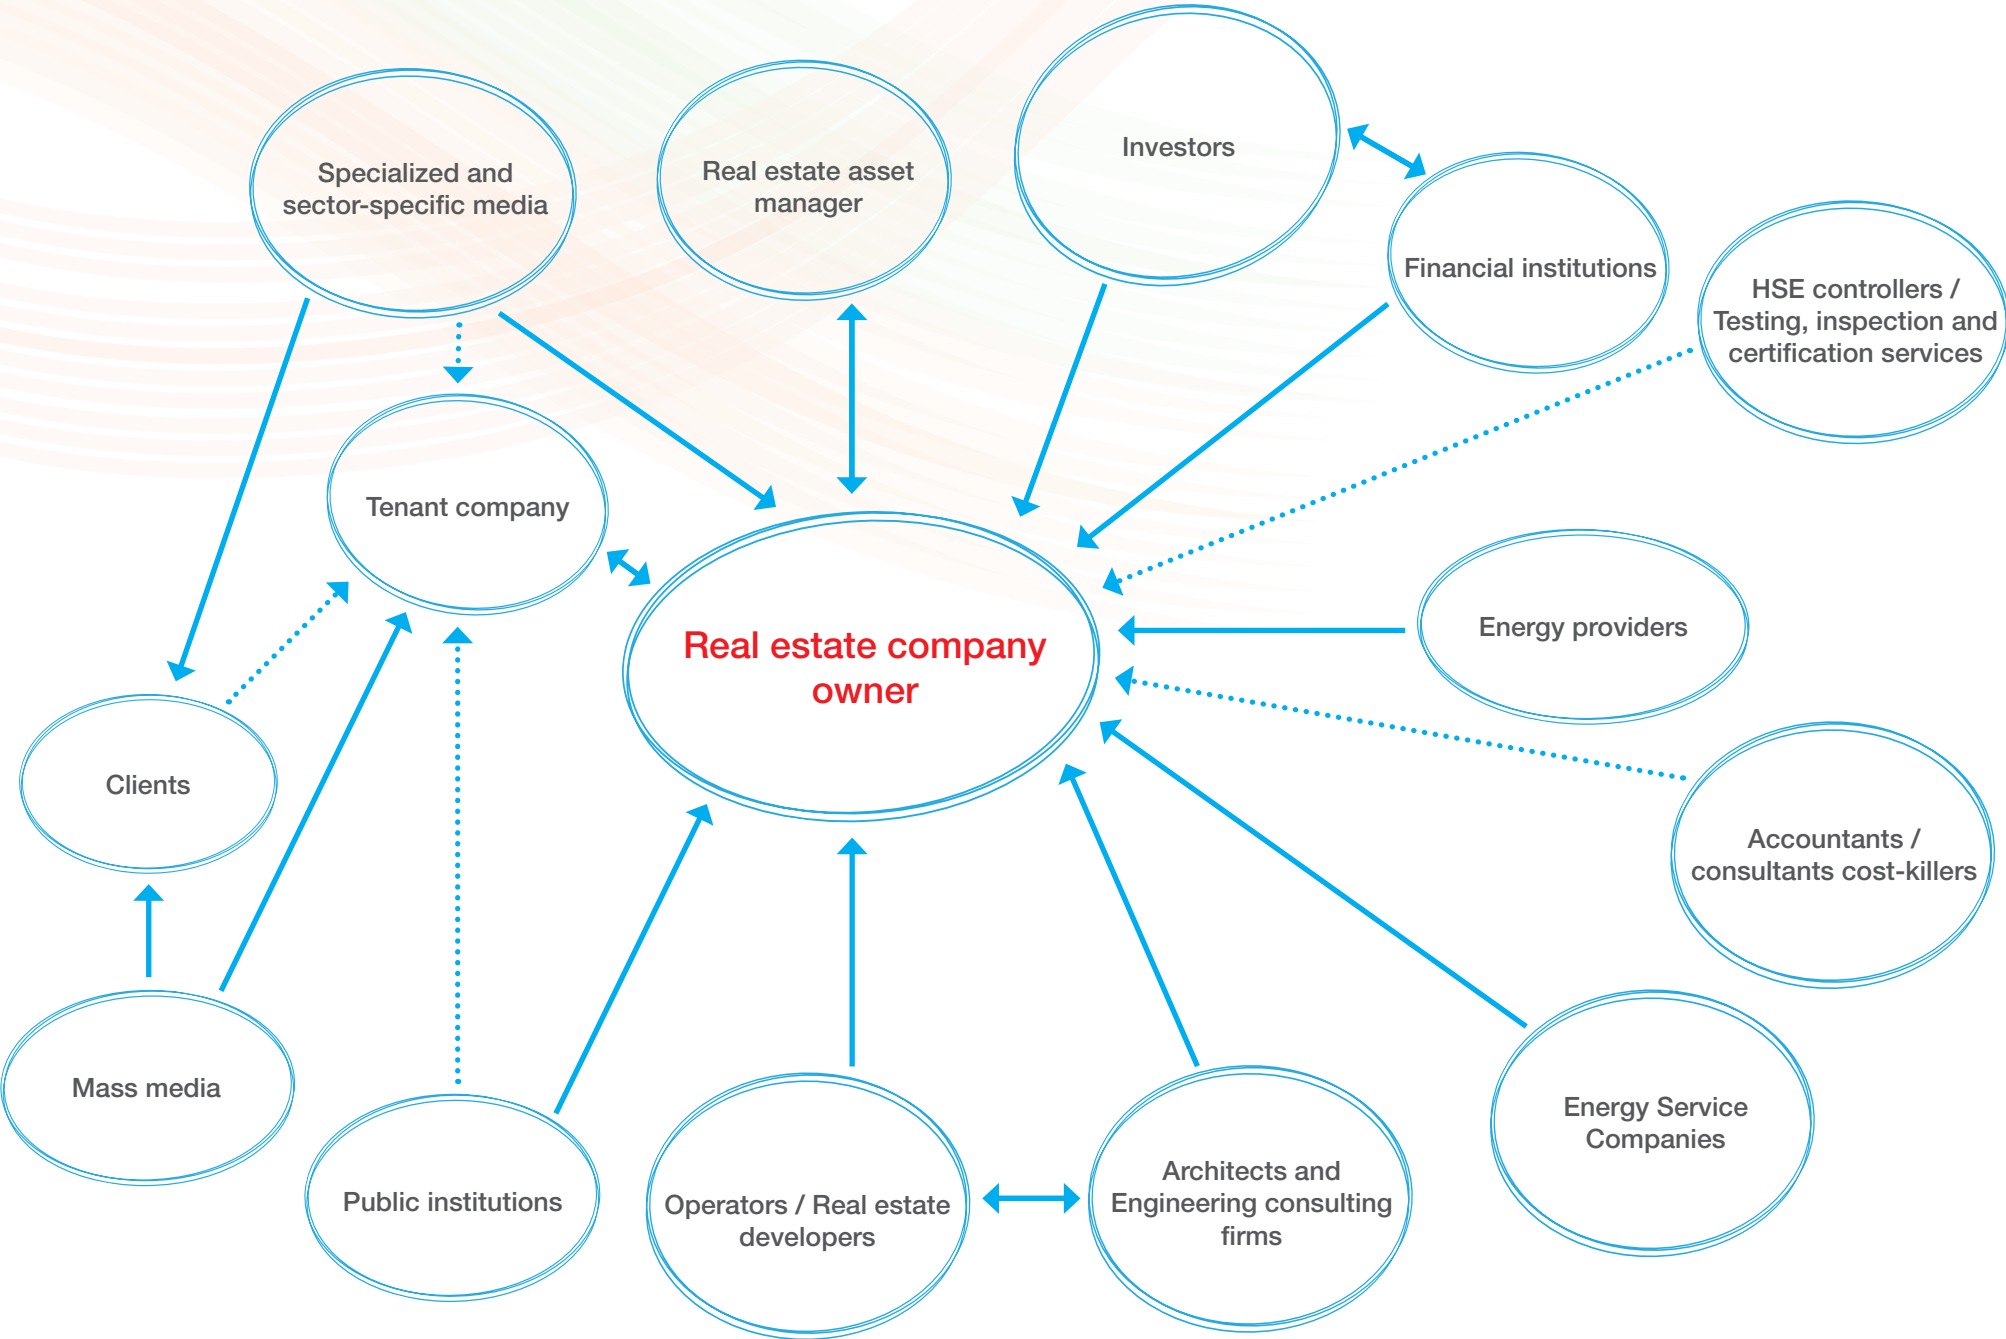 Specialized and
sector-specific media
Real estate asset
manager
Investors
Financial institutions
HSE controllers /
Testing, inspection and
certification services
Tenant company
Real estate company
owner
Energy providers
Clients
Accountants /
consultants cost-killers
Mass media
Public institutions
Operators / Real estate
developers
Architects and
Engineering consulting
firms
Energy Service
Companies